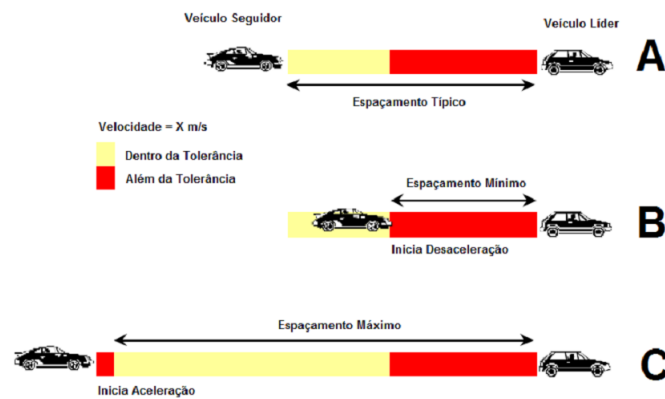 Veículo Seguidor
Veículo Líder
A
Espaçamento Típico
Velocidade = X m/s
Dentro da Tolerância
Além da Tolerância
Espaçamento Mínimo
B
Inicia Desaceleração
Espaçamento Máximo
C
Inicia Aceleração